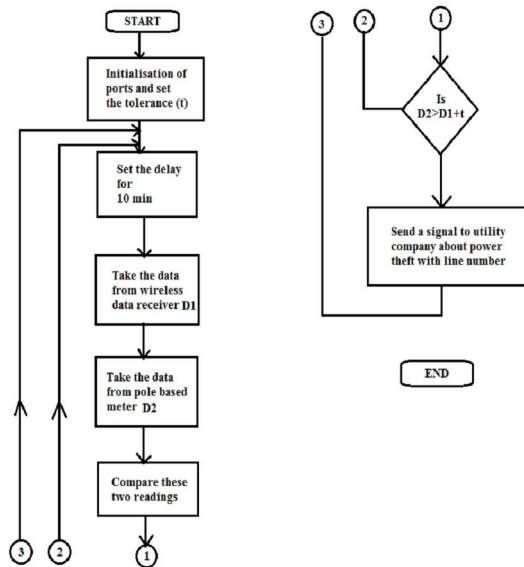 START
Initialisation of
ports and set
the tolerance (t)
Set the delay
for
10 min
Take the data
from wireless
data receiver D1
Take the data
from pole based
meter D2
Compare these
two readings
3
2
1
3
2
1
Is
D2>D1+t
Send a signal to utility
company about power
theft with line number
END